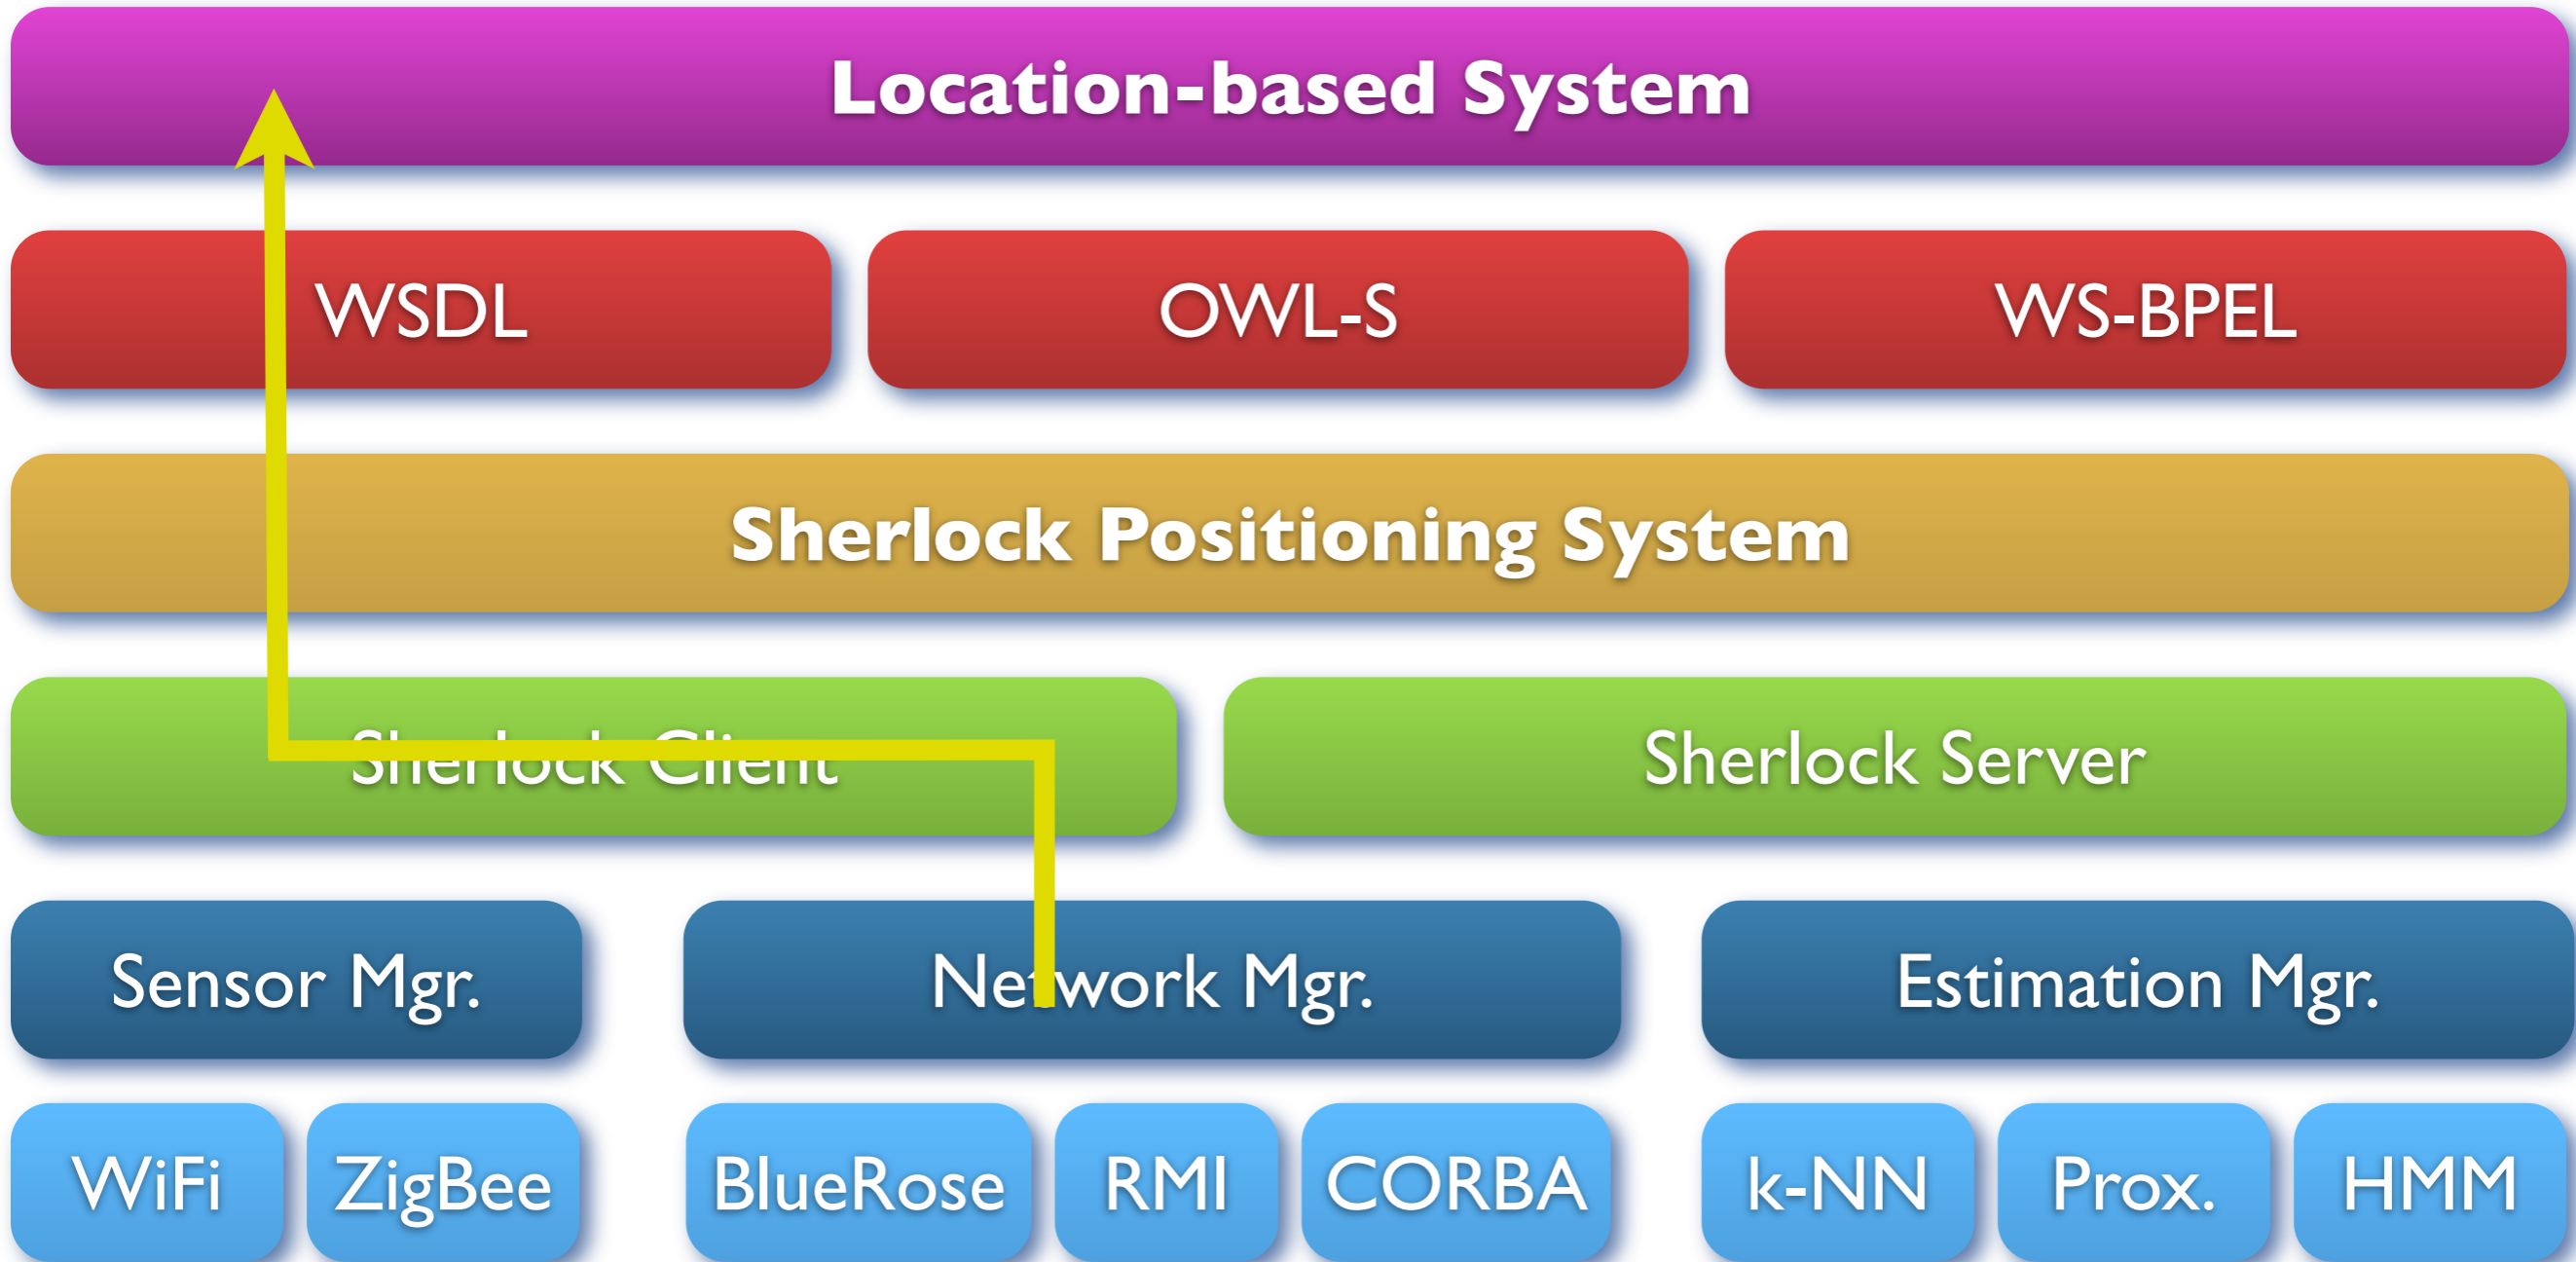 Location-based System
WSDL
OWL-S
WS-BPEL
Sherlock Positioning System
Sherlock Client
Sherlock Server
Sensor Mgr.
Network Mgr.
Estimation Mgr.
WiFi
ZigBee
BlueRose
RMI
CORBA
k-NN
Prox.
HMM